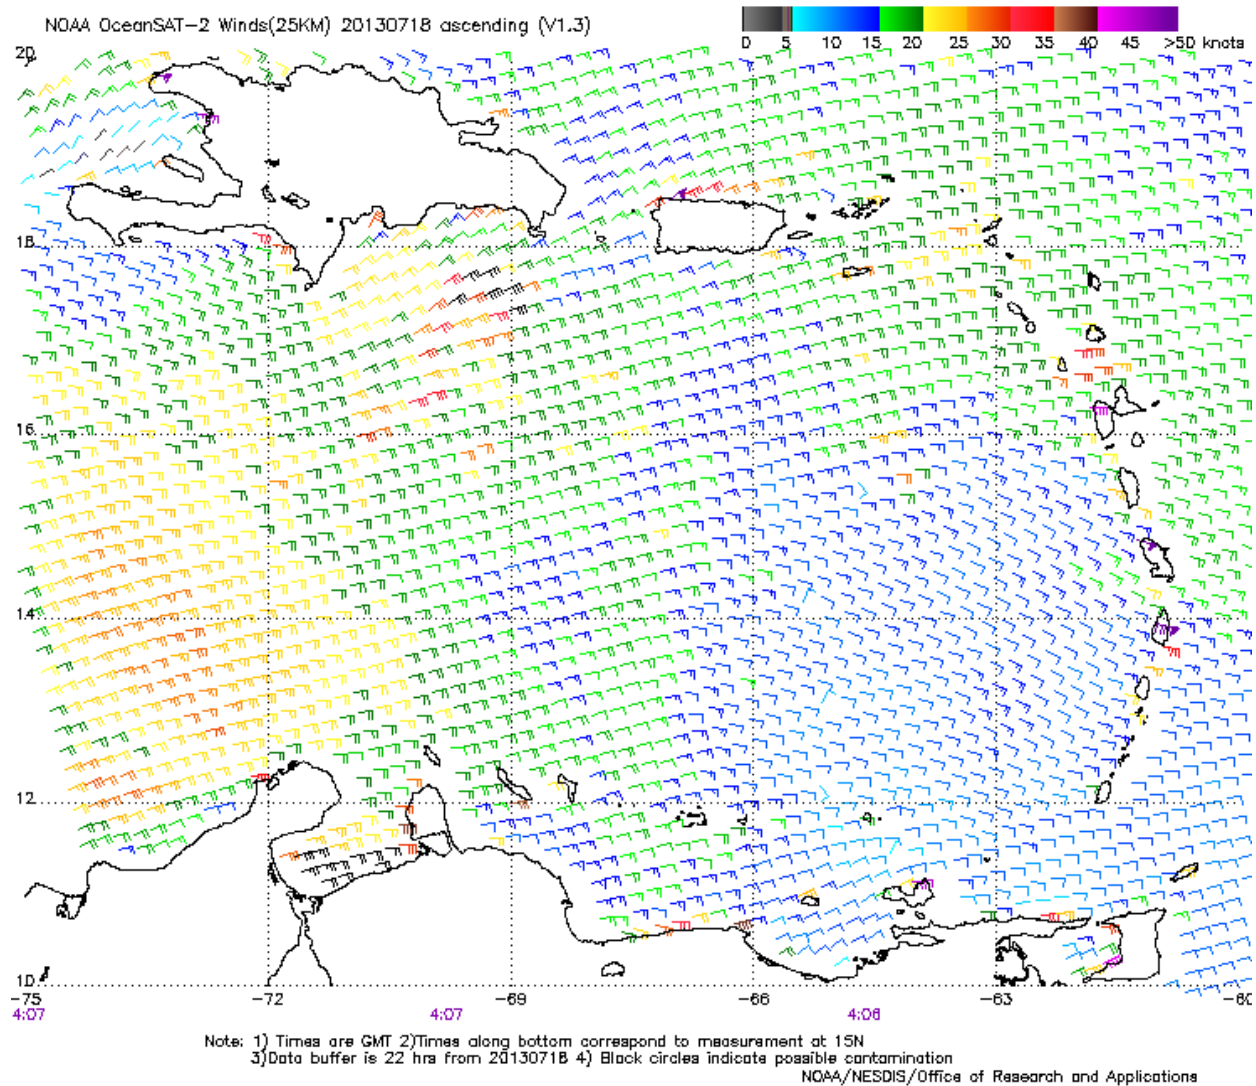 NOAA OceanSAT-2 Winds(25KM) 20130718 ascending (V1.3)
0 5 10 15 20 25 30 35 40 45 >50 knots
20
18
16
14
12
10
-75 -72 -69 -66 -63 -60
4:07 4:07 4:06
Note: 1) Times are GMT 2)Times along bottom correspond to measurement at 15N
3)Data buffer is 22 hrs from 20130718 4) Black circles indicate possible contamination
NOAA/NESDIS/Office of Research and Applications